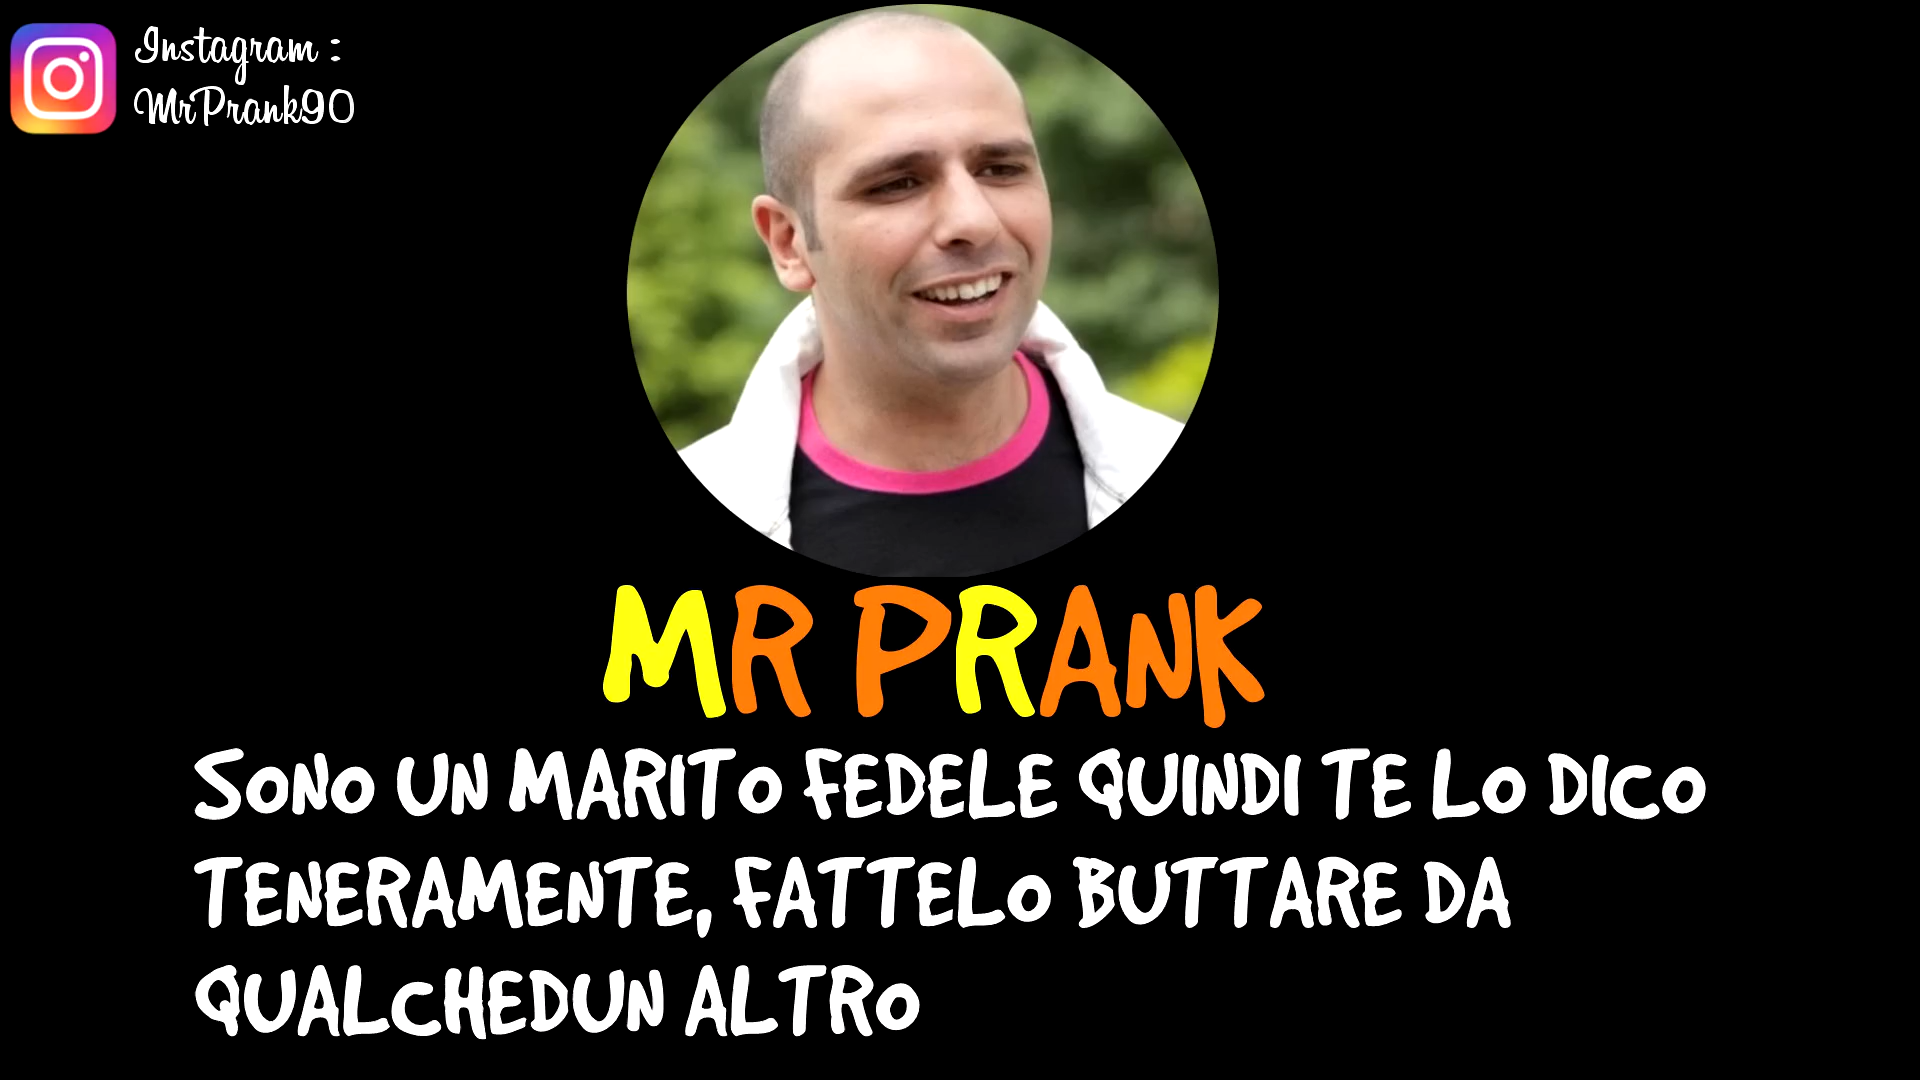 Instagram :
MrPrank90
MR PRANK
SONO UN MARITO FEDELE QUINDI TE LO DICO
TENERAMENTE, FATTELO BUTTARE DA
QUALCHEDUN ALTRO